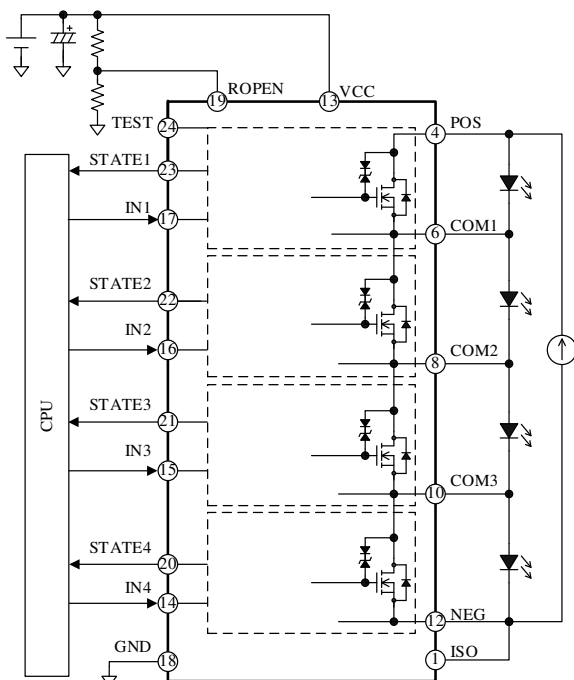 ROPEN
19
VCC
13
TEST
24
4
POS
STATE1
23
IN1
17
6
COM1
STATE2
22
IN2
16
8
COM2
STATE3
21
IN3
15
10
COM3
STATE4
20
IN4
14
12
NEG
GND
18
1
ISO
CPU
+